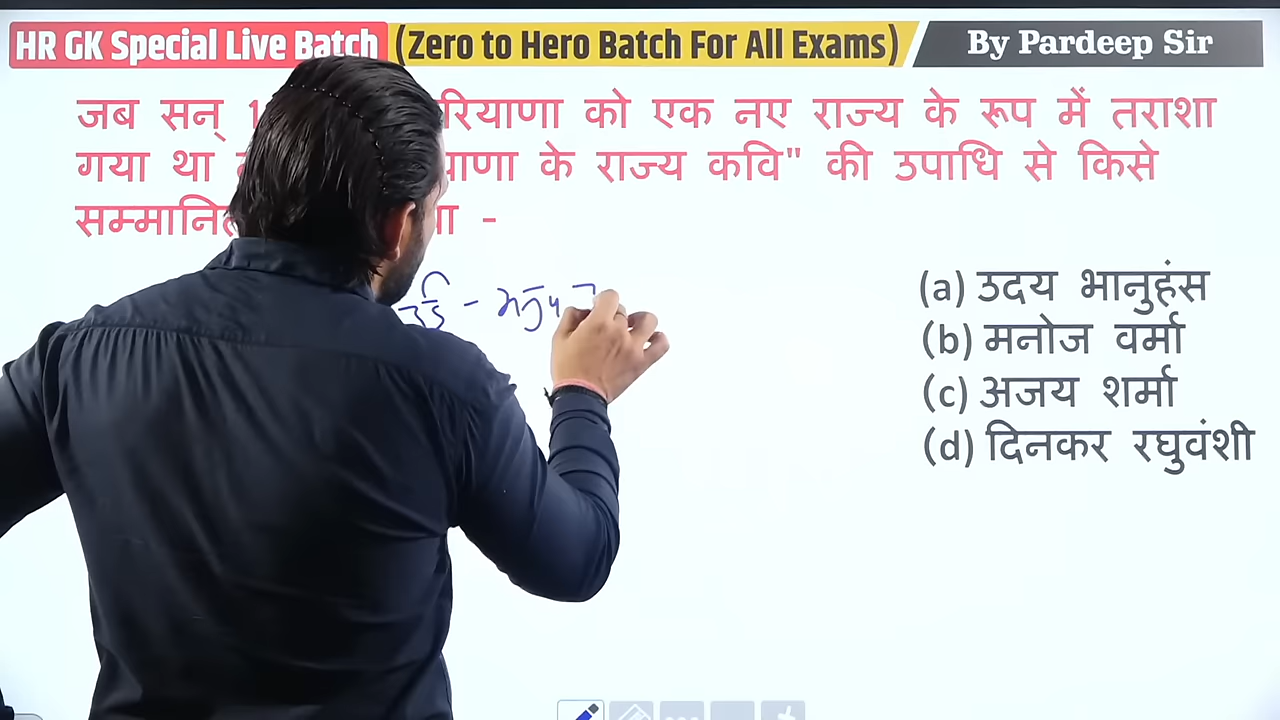 HR GK Special Live Batch (Zero to Hero Batch For All Exams) By Pardeep Sir
जब सन् 1 रियाणा को एक नए राज्य के रूप में तराशा
गया था के राज्य कवि" की उपाधि से किसे
-
(a) उदय भानुहंस
(b) मनोज वर्मा
(c) अजय शर्मा
(d) दिनकर रघुवंशी